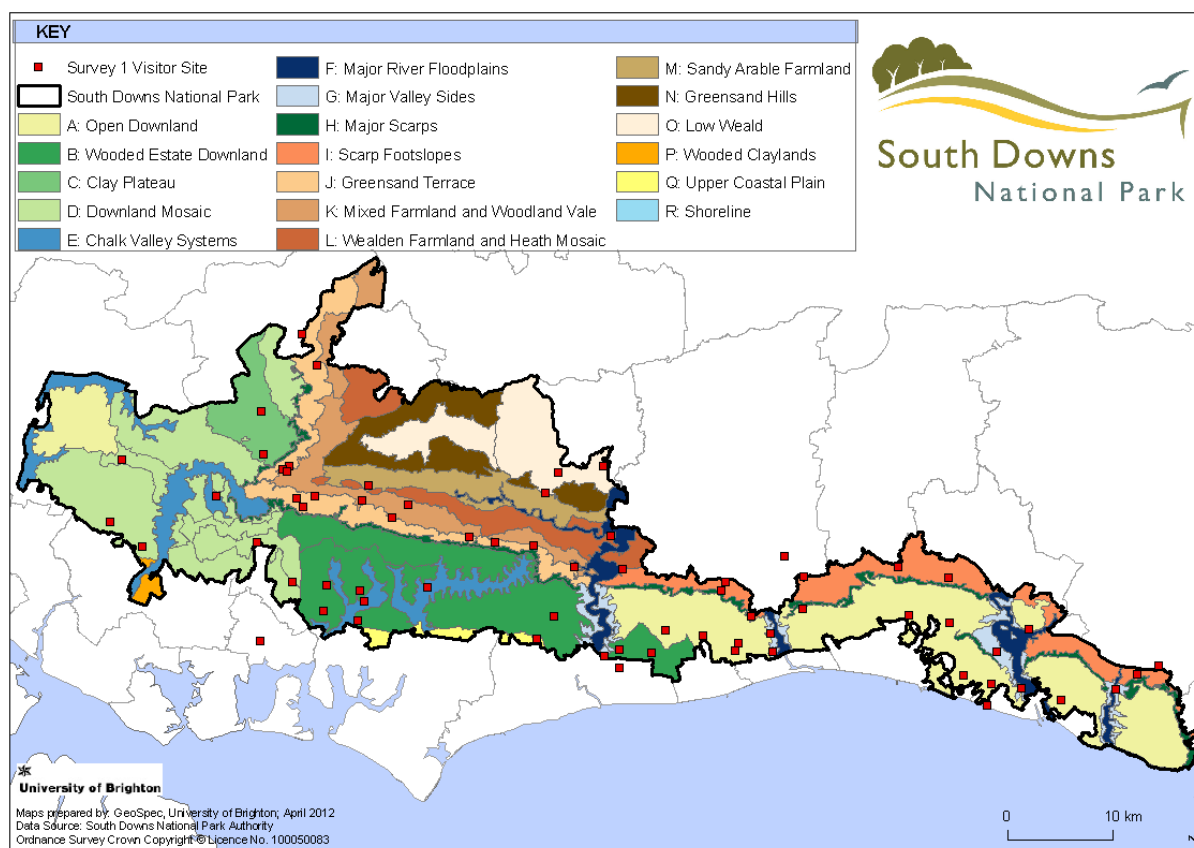 KEY
Survey 1 Visitor Site
South Downs National Park
A: Open Downland
B: Wooded Estate Downland
C: Clay Plateau
D: Downland Mosaic
E: Chalk Valley Systems
F: Major River Floodplains
G: Major Valley Sides
H: Major Scarps
I: Scarp Footslopes
J: Greensand Terrace
K: Mixed Farmland and Woodland Vale
L: Wealden Farmland and Heath Mosaic
M: Sandy Arable Farmland
N: Greensand Hills
O: Low Weald
P: Wooded Claylands
Q: Upper Coastal Plain
R: Shoreline
South Downs
National Park
University of Brighton
Maps prepared by: GeoSpec, University of Brighton; April 2012
Data Source: South Downs National Park Authority
Ordnance Survey Crown Copyright © Licence No. 100050083
0 10 km